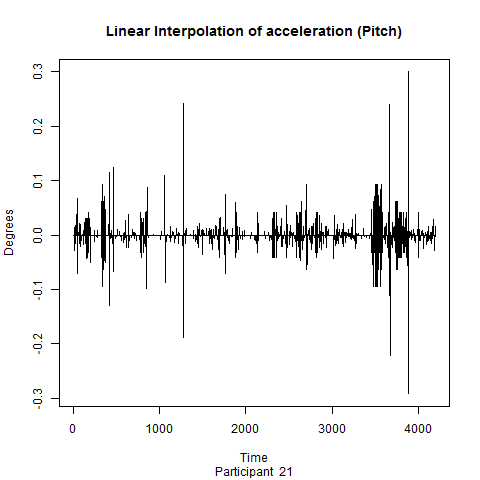 Linear Interpolation of acceleration (Pitch)
0.3
0.2
0.1
0.0
-0.1
-0.2
-0.3
Degrees
0 1000 2000 3000 4000
Time
Participant 21